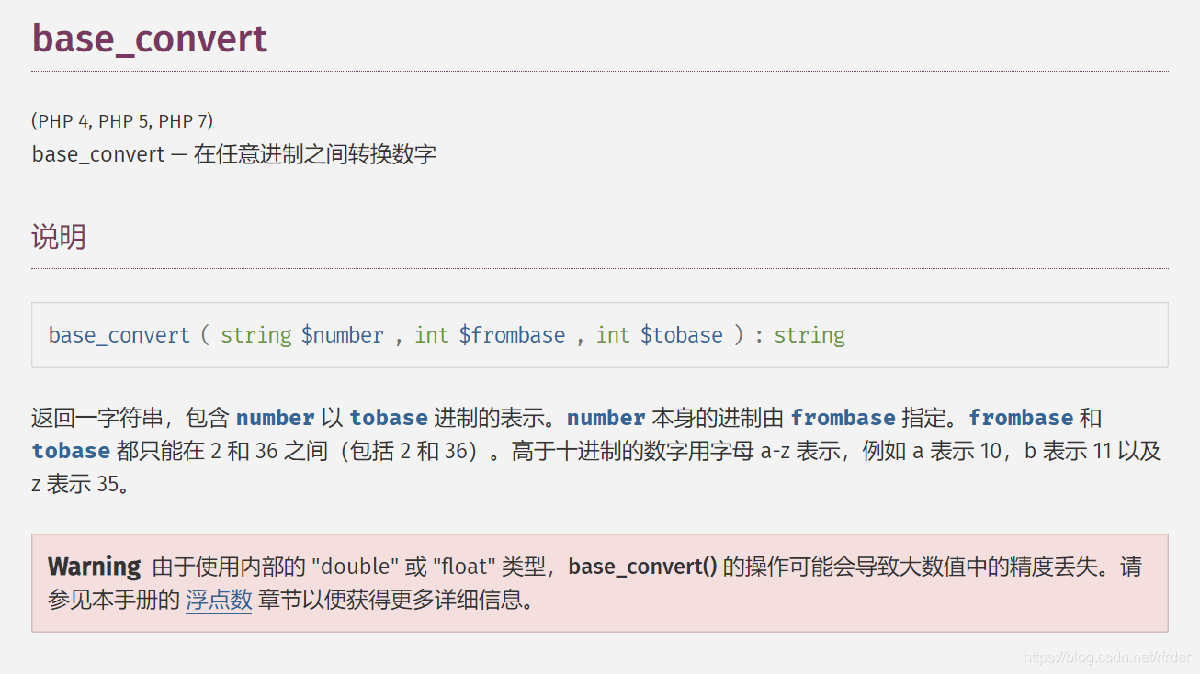 base_convert
(PHP 4, PHP 5, PHP 7)
base_convert — 在任意进制之间转换数字
说明
base_convert ( string $number , int $frombase , int $tobase ) : string
返回一字符串，包含 number 以 tobase 进制的表示。number 本身的进制由 frombase 指定。frombase 和
tobase 都只能在 2 和 36 之间（包括 2 和 36）。高于十进制的数字用字母 a-z 表示，例如 a 表示 10，b 表示 11 以及
z 表示 35。
Warning 由于使用内部的 "double" 或 "float" 类型，base_convert() 的操作可能会导致大数值中的精度丢失。请
参见本手册的 浮点数 章节以便获得更多详细信息。
https://blog.csdn.net/rfrder